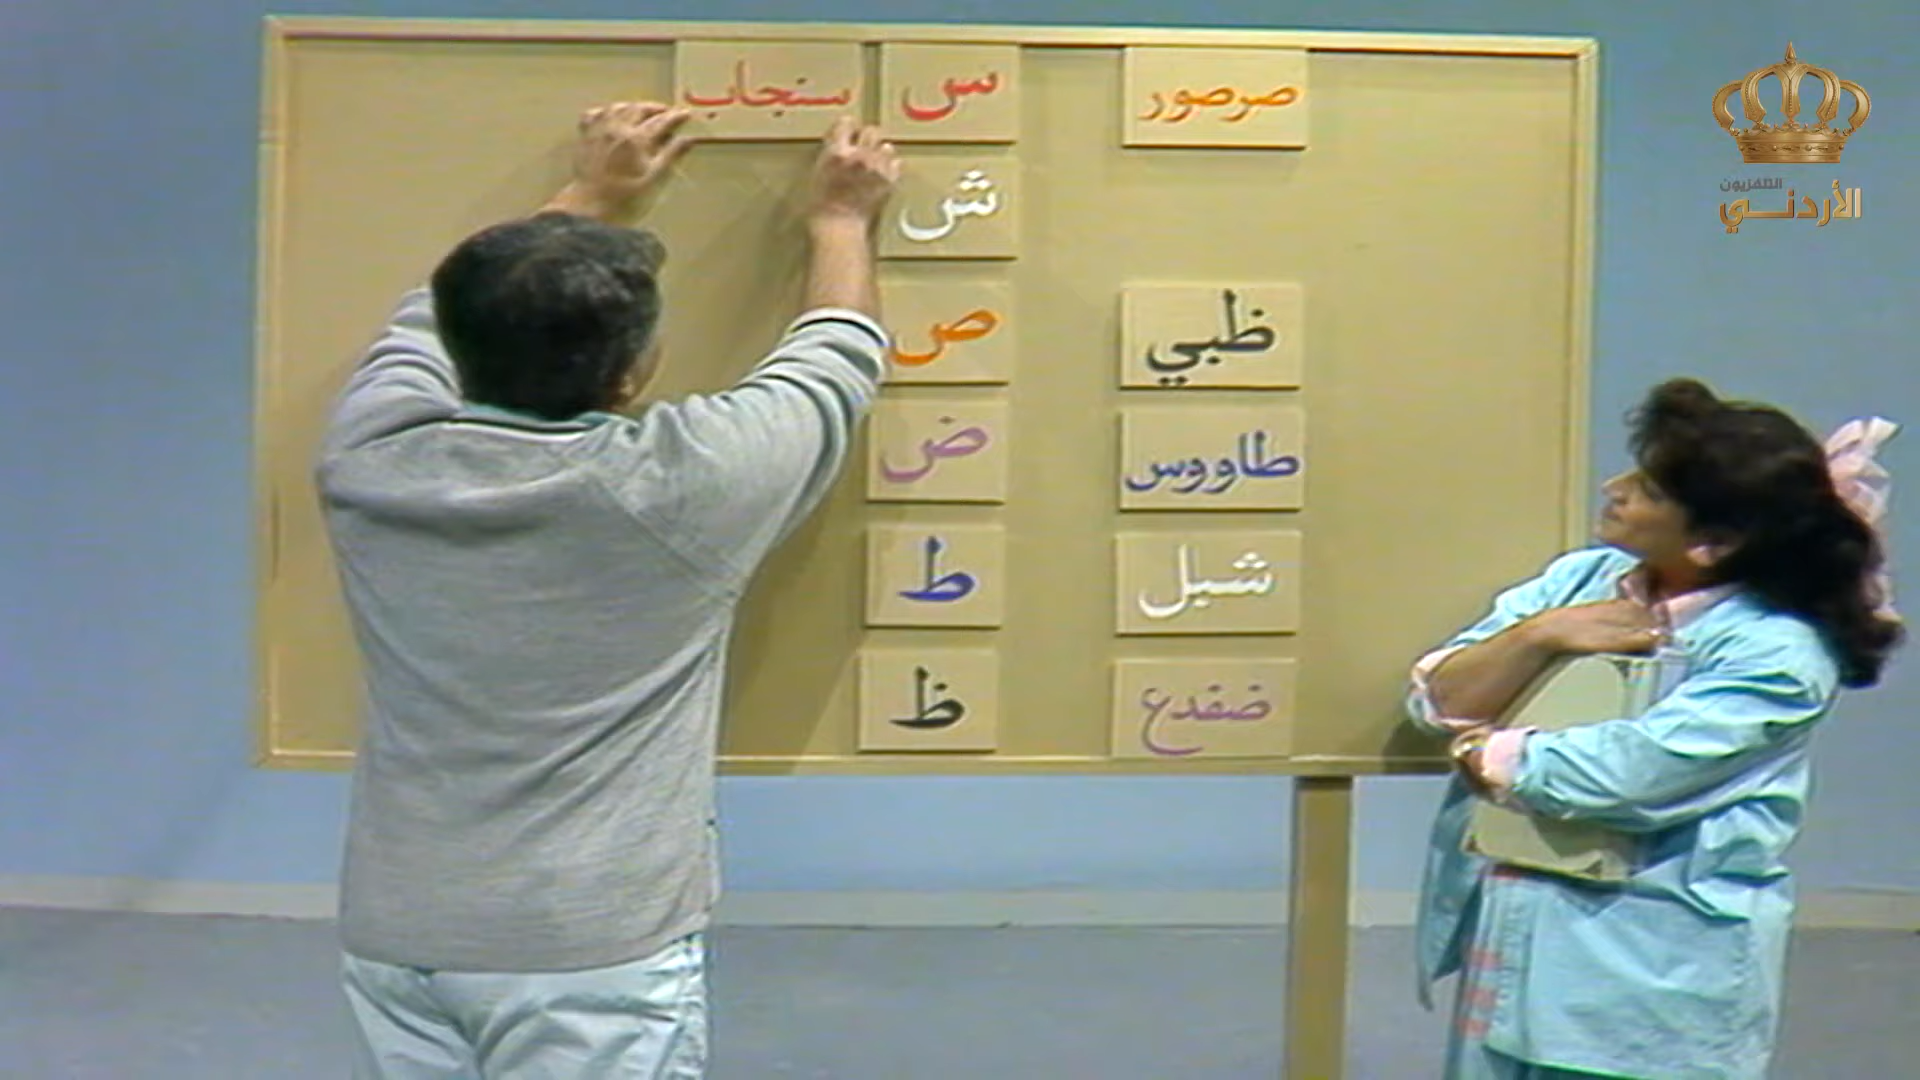 صرصور
س
سنجاب
ش
ص
ظبي
ض
طاووس
ط
شبل
ظ
ضفدع
التلفزيون
الأردني